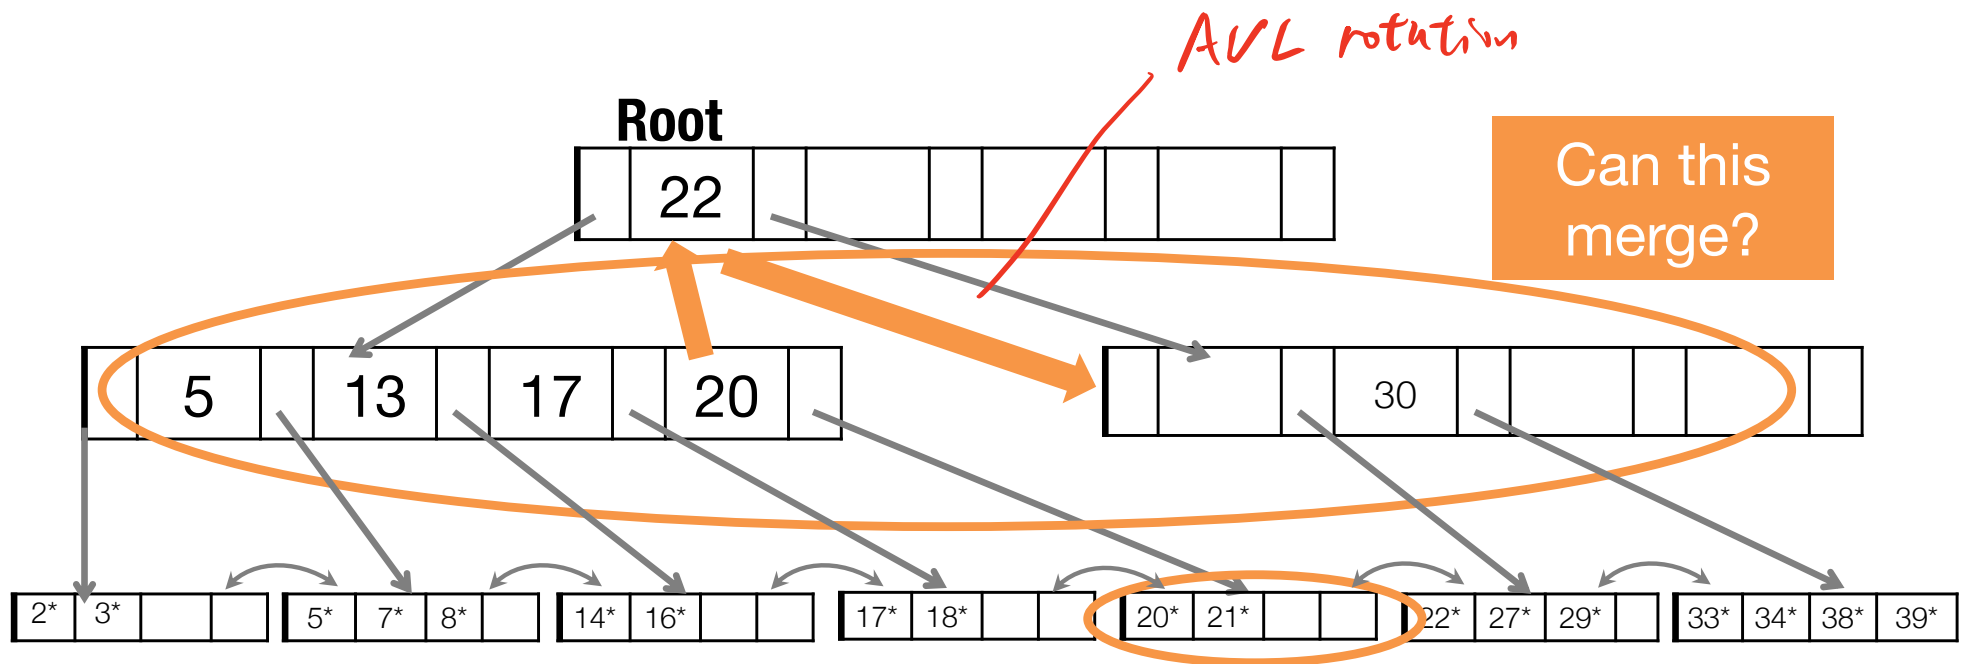 AVL rotation
Root
Can this
merge?
22
5 13 17 20
30
2* 3*
5* 7* 8*
14* 16*
17* 18*
20* 21*
22* 27* 29*
33* 34* 38* 39*